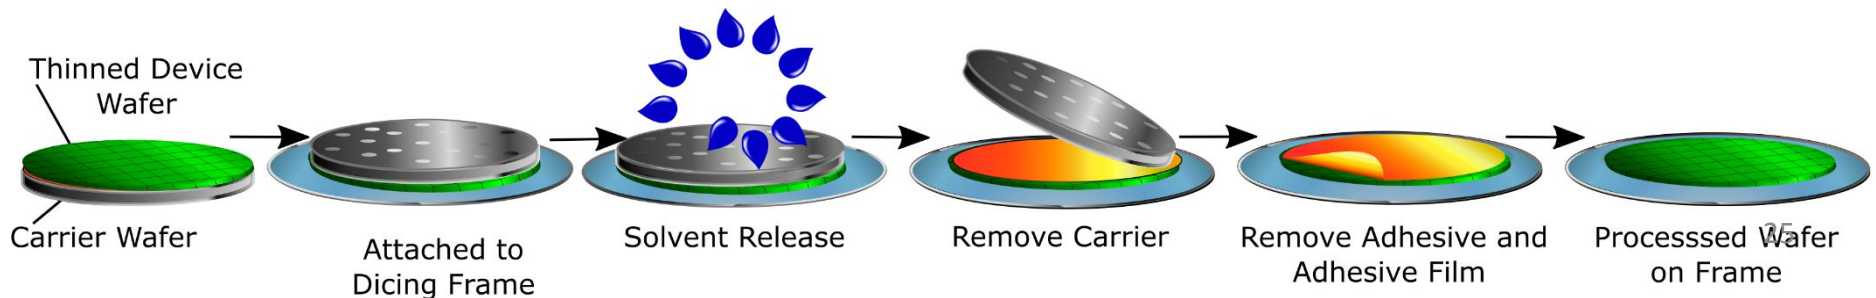 Thinned Device
Wafer
Carrier Wafer
Attached to
Dicing Frame
Solvent Release
Remove Carrier
Remove Adhesive and
Adhesive Film
Processsed Wafer
on Frame
25